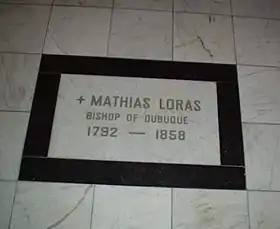 + MATHIAS LORAS
BISHOP OF DUBUQUE
1792 — 1858